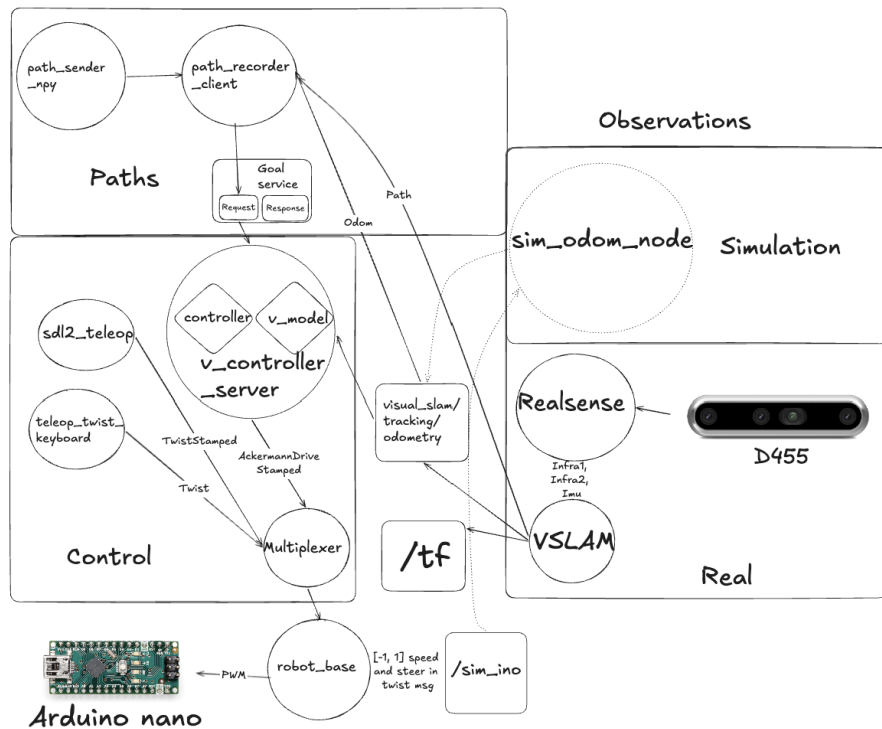 path_sender
_npy
path_recorder
_client
Paths
Goal
service
Request
Response
Path
Odom
Observations
sim_odom_node
Simulation
controller
v_model
v_controller
_server
sdl2_teleop
teleop_twist_
keyboard
TwistStamped
Twist
AckermannDrive
Stamped
Multiplexer
Control
visual_slam/
tracking/
odometry
/tf
Realsense
D455
Infra1,
Infra2,
Imu
VSLAM
Real
robot_base
[-1, 1] speed
and steer in
twist msg
/sim_ino
PWM
Arduino nano